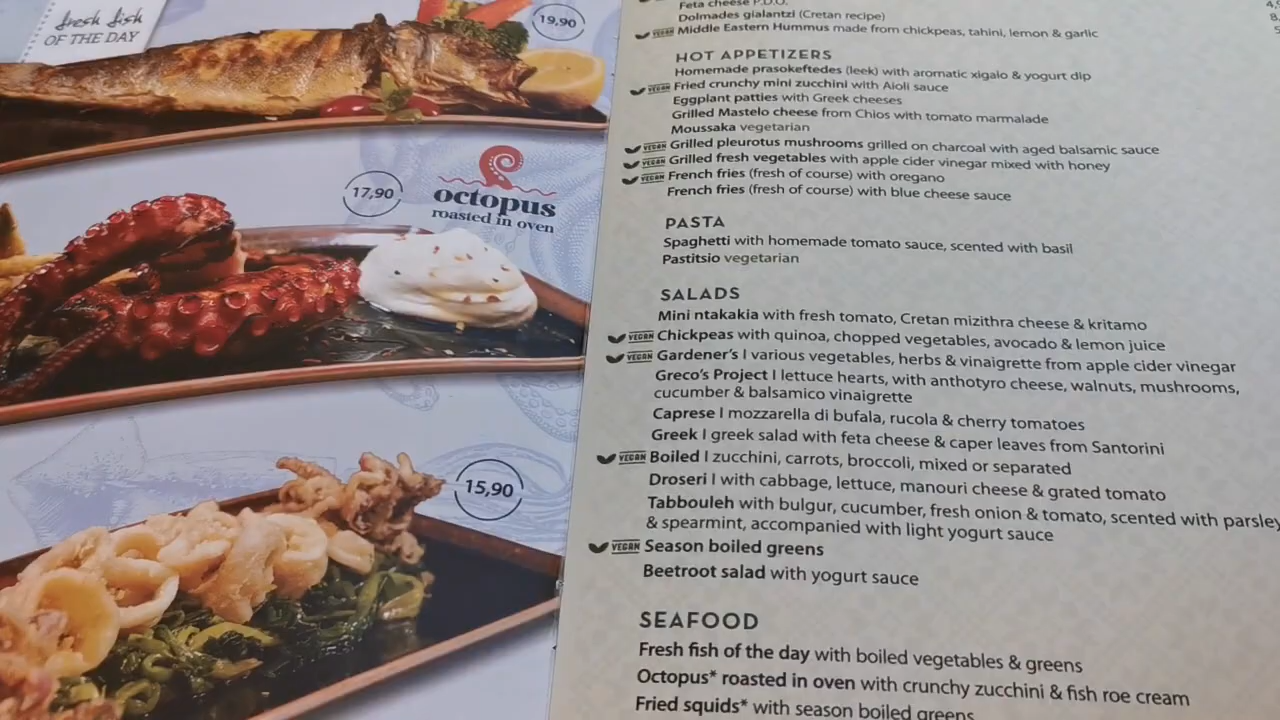 fresh fish
OF THE DAY
19,90
17,90
octopus
roasted in oven
15,90
Feta cheese P.D.O.
Dolmades gialantzi (Cretan recipe)
VEGAN Middle Eastern Hummus made from chickpeas, tahini, lemon & garlic
HOT APPETIZERS
Homemade prasokeftedes (leek) with aromatic xigalo & yogurt dip
VEGAN Fried crunchy mini zucchini with Aioli sauce
Eggplant patties with Greek cheeses
Grilled Mastelo cheese from Chios with tomato marmalade
Moussaka vegetarian
VEGAN Grilled pleurotus mushrooms grilled on charcoal with aged balsamic sauce
VEGAN Grilled fresh vegetables with apple cider vinegar mixed with honey
VEGAN French fries (fresh of course) with oregano
French fries (fresh of course) with blue cheese sauce
PASTA
Spaghetti with homemade tomato sauce, scented with basil
Pastitsio vegetarian
SALADS
Mini ntakakia with fresh tomato, Cretan mizithra cheese & kritamo
VEGAN Chickpeas with quinoa, chopped vegetables, avocado & lemon juice
VEGAN Gardener's | various vegetables, herbs & vinaigrette from apple cider vinegar
Greco's Project | lettuce hearts, with anthotyro cheese, walnuts, mushrooms,
cucumber & balsamico vinaigrette
Caprese | mozzarella di bufala, rucola & cherry tomatoes
Greek | greek salad with feta cheese & caper leaves from Santorini
VEGAN Boiled | zucchini, carrots, broccoli, mixed or separated
Droseri | with cabbage, lettuce, manouri cheese & grated tomato
Tabbouleh with bulgur, cucumber, fresh onion & tomato, scented with parsley
& spearmint, accompanied with light yogurt sauce
VEGAN Season boiled greens
Beetroot salad with yogurt sauce
SEAFOOD
Fresh fish of the day with boiled vegetables & greens
Octopus* roasted in oven with crunchy zucchini & fish roe cream
Fried squids* with season boiled greens